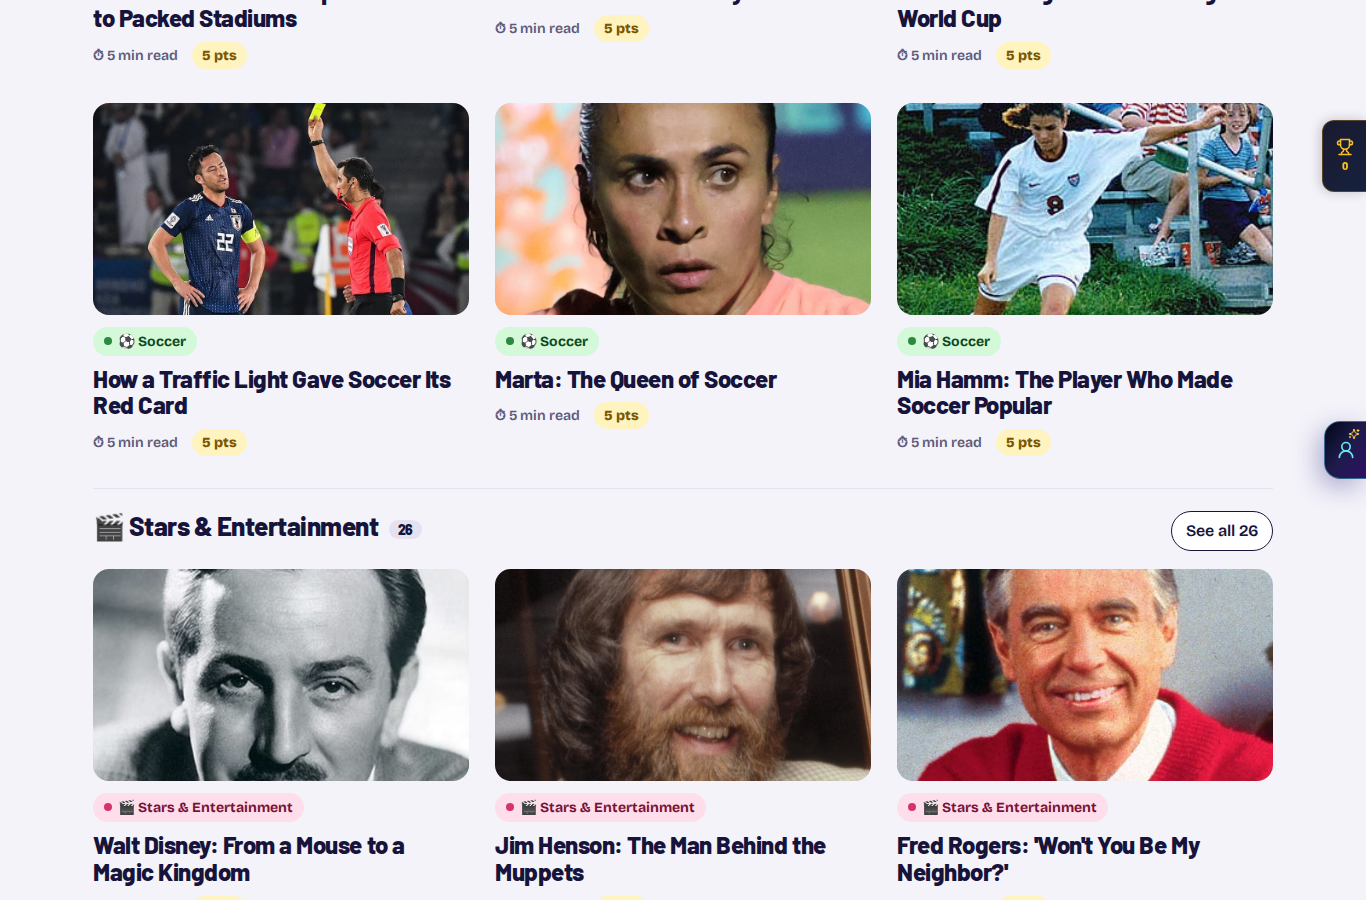 to Packed Stadiums
World Cup
5 min read 5 pts
5 min read 5 pts
5 min read 5 pts
0
22
9
Soccer
Soccer
Soccer
How a Traffic Light Gave Soccer Its
Red Card
Marta: The Queen of Soccer
Mia Hamm: The Player Who Made
Soccer Popular
5 min read 5 pts
5 min read 5 pts
5 min read 5 pts
Stars & Entertainment 26
See all 26
Stars & Entertainment
Stars & Entertainment
Stars & Entertainment
Walt Disney: From a Mouse to a
Magic Kingdom
Jim Henson: The Man Behind the
Muppets
Fred Rogers: 'Won't You Be My
Neighbor?'